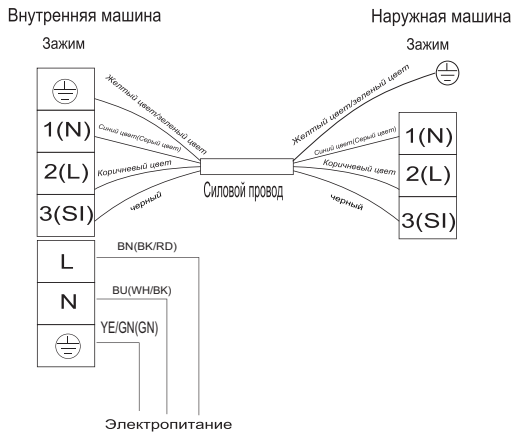 Внутренняя машина
Наружная машина
Зажим
Зажим
Желтый цвет/зеленый цвет
Желтый цвет/зеленый цвет
1(N)
Синий цвет(Серый цвет)
Синий цвет(Серый цвет)
1(N)
2(L)
Коричневый цвет
Коричневый цвет
2(L)
Силовой провод
3(SI)
черный
черный
3(SI)
L
BN(BK/RD)
N
BU(WH/BK)
YE/GN(GN)
Электропитание